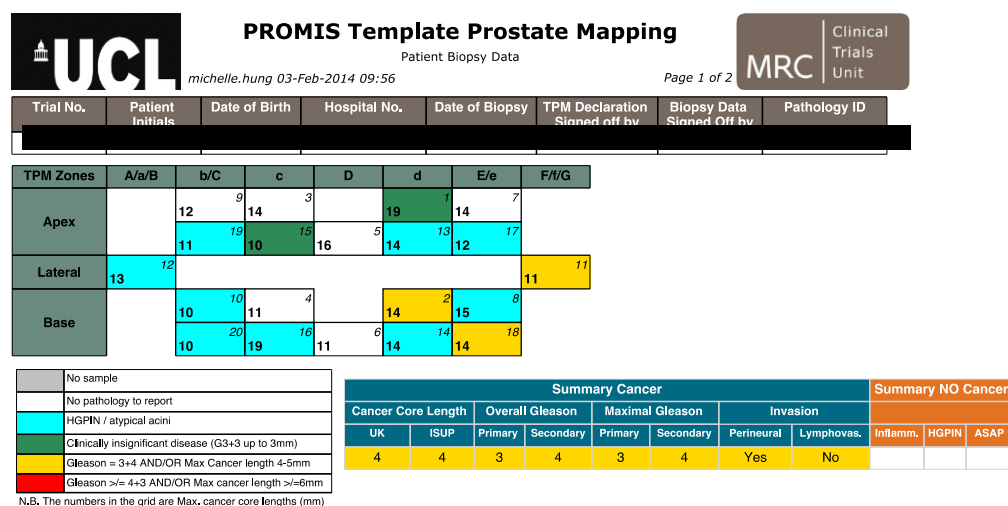 UCL
PROMIS Template Prostate Mapping
Patient Biopsy Data
michelle.hung 03-Feb-2014 09:56
Page 1 of 2
MRC Clinical Trials Unit
Trial No. Patient Initials Date of Birth Hospital No. Date of Biopsy TPM Declaration Signed off by Biopsy Data Signed Off by Pathology ID
TPM Zones A/a/B b/C c D d E/e F/f/G
Apex
9 3 1 7
12 14 19 14
19 15 5 13 17
11 10 16 14 12
Lateral
12 11
13 11
Base
10 4 2 8
10 11 14 15
20 16 6 14 18
10 19 11 14 14
No sample
No pathology to report
HGPIN / atypical acini
Clinically insignificant disease (G3+3 up to 3mm)
Gleason = 3+4 AND/OR Max Cancer length 4-5mm
Gleason >/= 4+3 AND/OR Max cancer length >/=6mm
N.B. The numbers in the grid are Max. cancer core lengths (mm)
Summary Cancer Summary NO Cancer
Cancer Core Length Overall Gleason Maximal Gleason Invasion
UK ISUP Primary Secondary Primary Secondary Perineural Lymphovas. Inflamm. HGPIN ASAP
4 4 3 4 3 4 Yes No